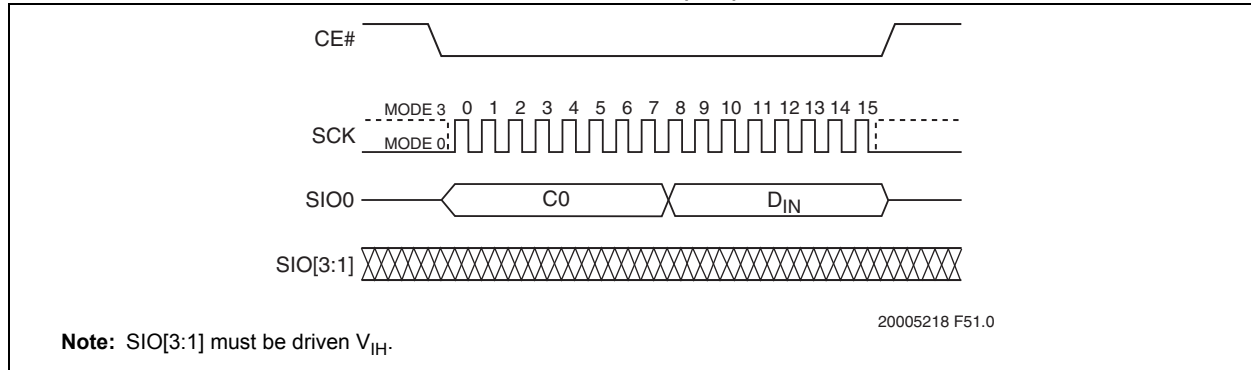 CE#
MODE 3 0 1 2 3 4 5 6 7 8 9 10 11 12 13 14 15
SCK
MODE 0
SIO0 C0 DIN
SIO[3:1]
20005218 F51.0
Note: SIO[3:1] must be driven VIH.